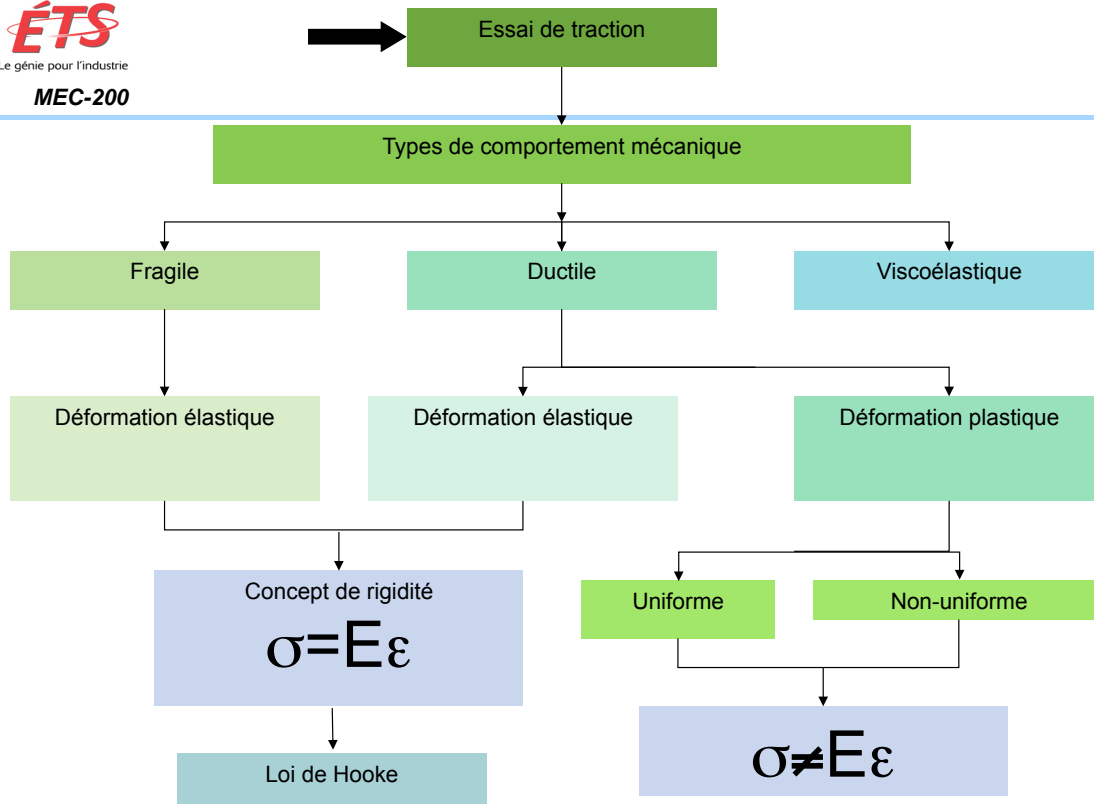 ÉTS
Le génie pour l'industrie
MEC-200
Essai de traction
Types de comportement mécanique
Fragile
Ductile
Viscoélastique
Déformation élastique
Déformation élastique
Déformation plastique
Concept de rigidité
σ=Eε
Uniforme
Non-uniforme
Loi de Hooke
σ≠Eε